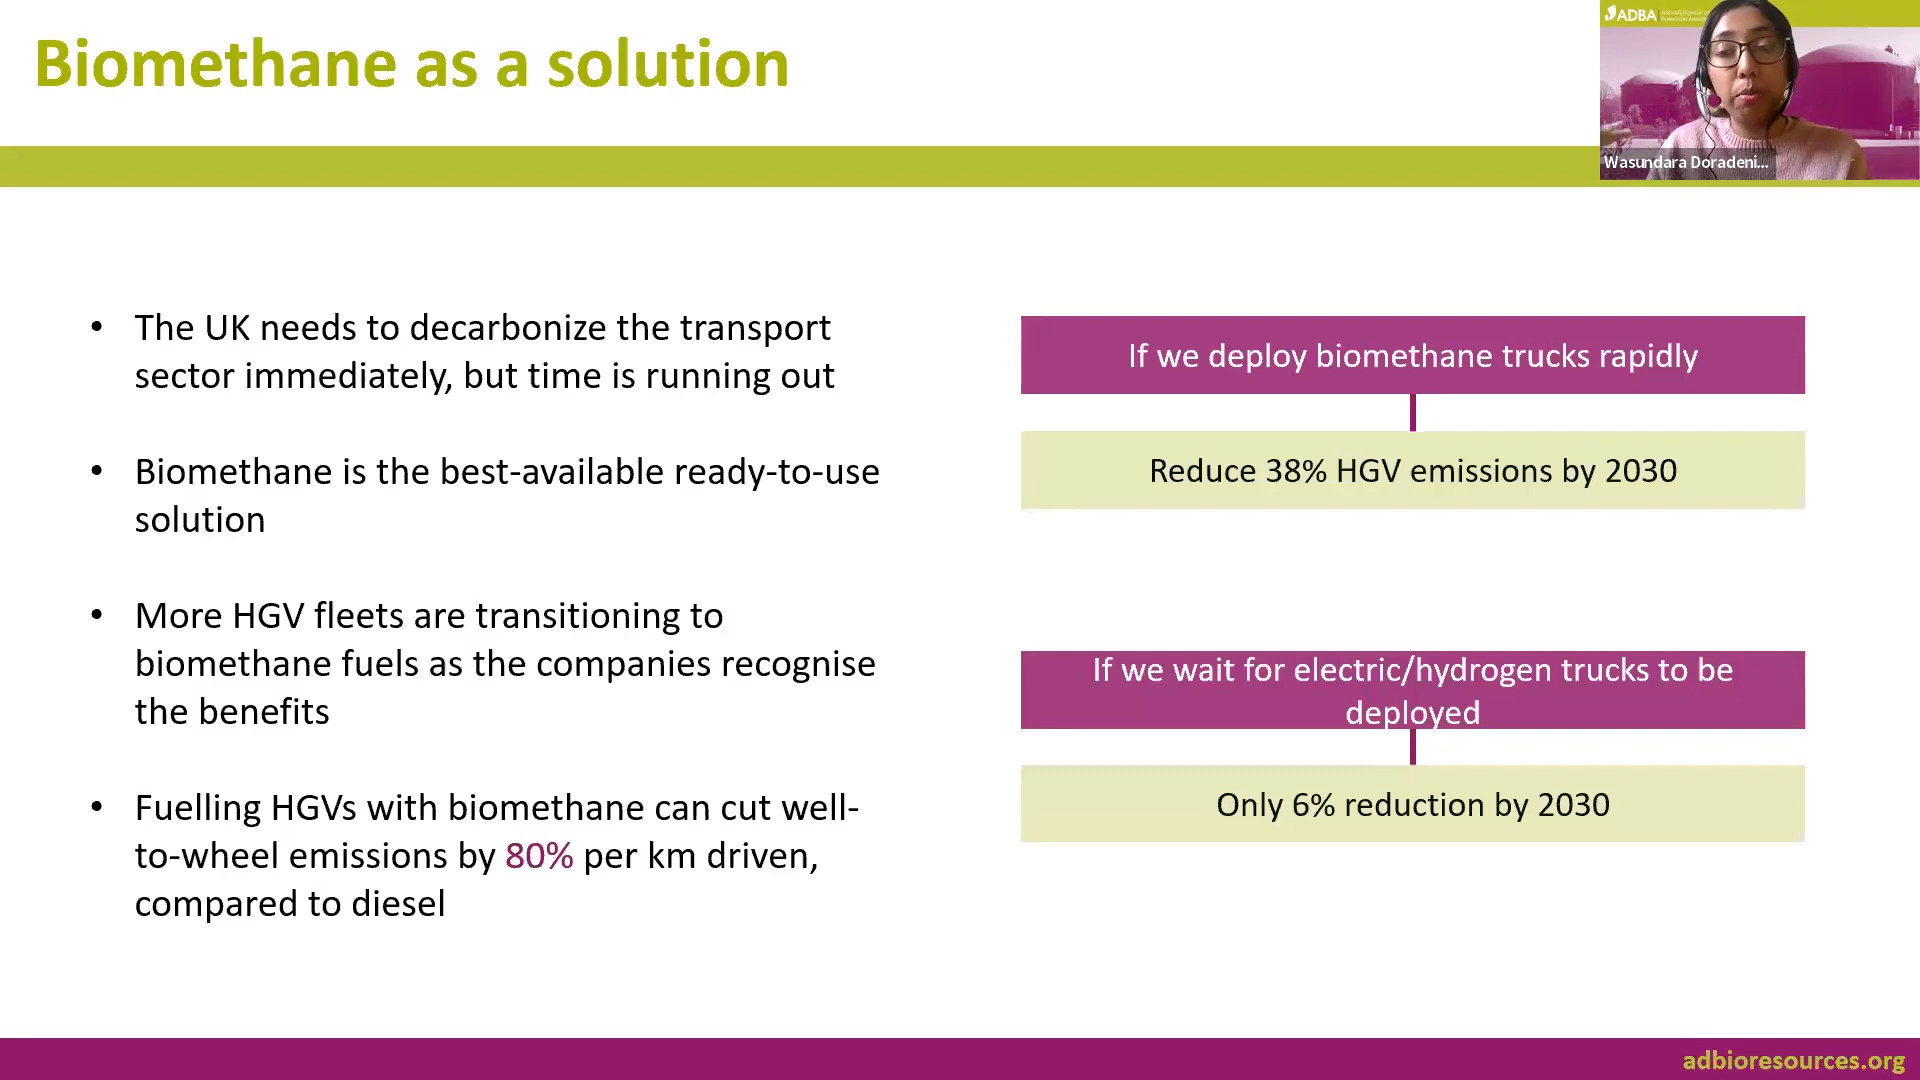 Biomethane as a solution
ADBA
Wasundara Doradeni...
• The UK needs to decarbonize the transport
sector immediately, but time is running out
• Biomethane is the best-available ready-to-use
solution
• More HGV fleets are transitioning to
biomethane fuels as the companies recognise
the benefits
• Fuelling HGVs with biomethane can cut well-
to-wheel emissions by 80% per km driven,
compared to diesel
If we deploy biomethane trucks rapidly
Reduce 38% HGV emissions by 2030
If we wait for electric/hydrogen trucks to be
deployed
Only 6% reduction by 2030
adbioresources.org